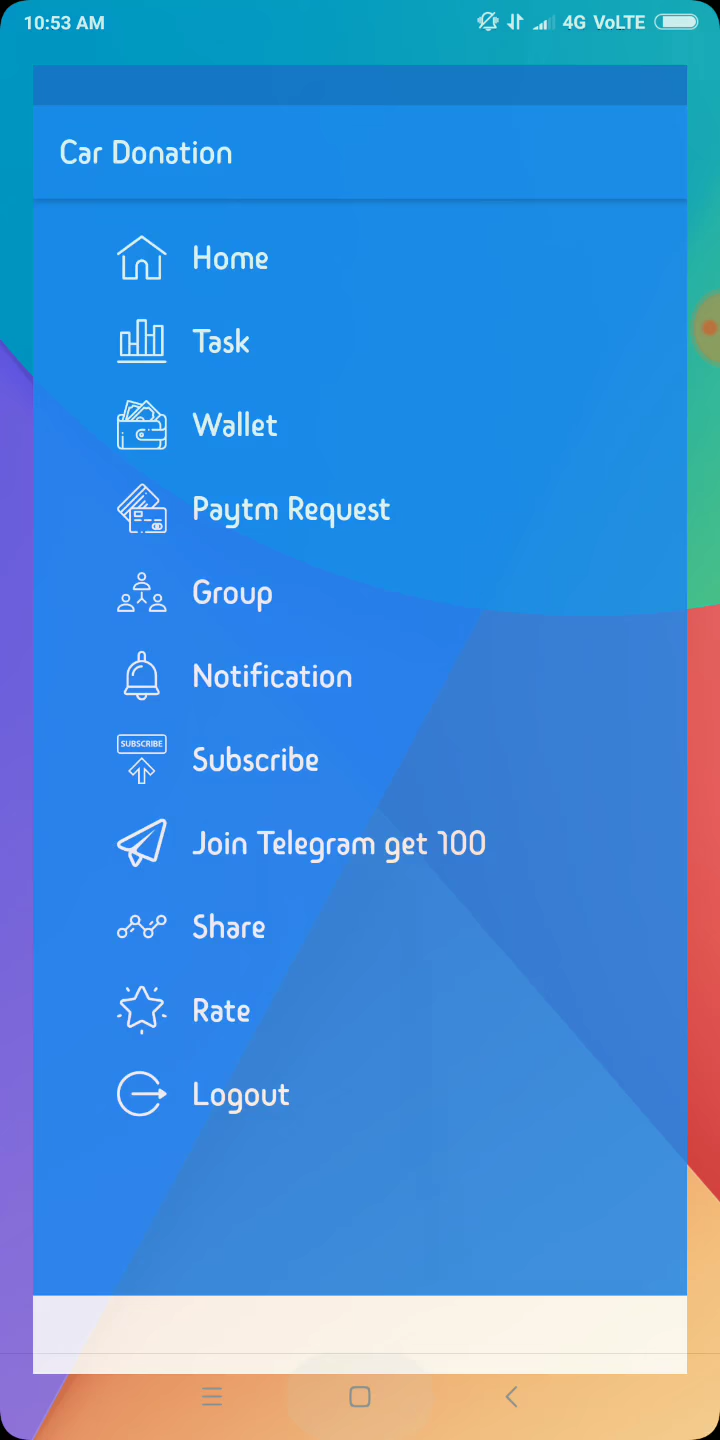 10:53 AM
4G VoLTE
Car Donation
Home
Task
Wallet
Paytm Request
Group
Notification
SUBSCRIBE
Subscribe
Join Telegram get 100
Share
Rate
Logout